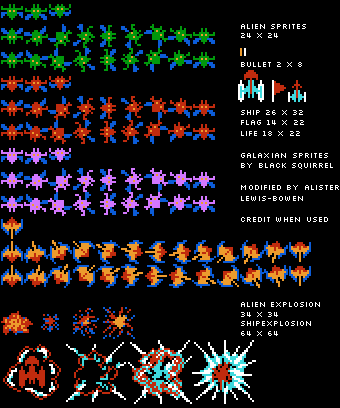 ALIEN SPRITES
24 X 24
BULLET 2 X 8
SHIP 26 X 32
FLAG 14 X 22
LIFE 18 X 22
GALAXIAN SPRITES
BY BLACK SQUIRREL
MODIFIED BY ALISTER
LEWIS-BOWEN
CREDIT WHEN USED
ALIEN EXPLOSION
34 X 34
SHIPEXPLOSION
64 X 64